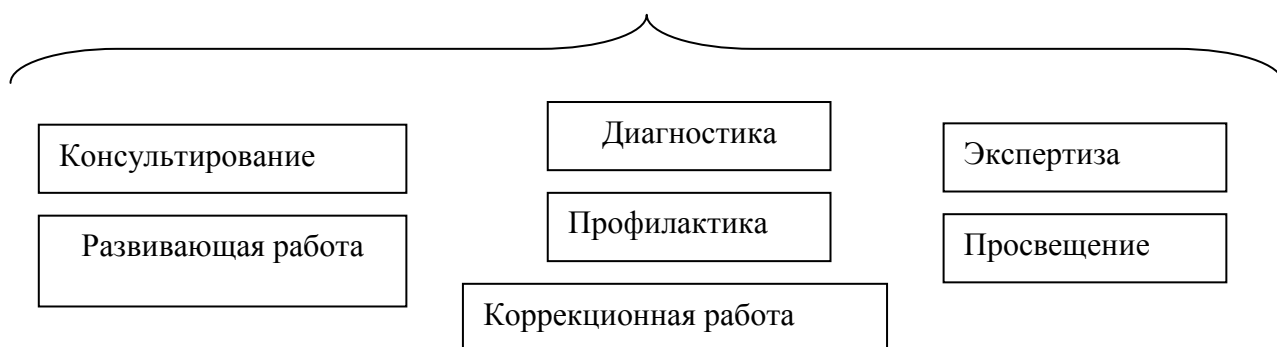 Диагностика
Консультирование
Экспертиза
Профилактика
Развивающая работа
Просвещение
Коррекционная работа